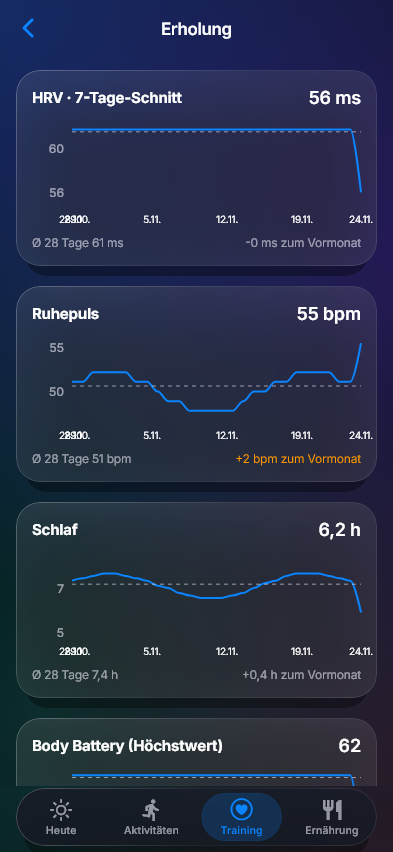 Erholung
HRV · 7-Tage-Schnitt 56 ms
60
56
5.11. 12.11. 19.11. 24.11.
Ø 28 Tage 61 ms -0 ms zum Vormonat
Ruhepuls 55 bpm
55
50
5.11. 12.11. 19.11. 24.11.
Ø 28 Tage 51 bpm +2 bpm zum Vormonat
Schlaf 6,2 h
7
5
5.11. 12.11. 19.11. 24.11.
Ø 28 Tage 7,4 h +0,4 h zum Vormonat
Body Battery (Höchstwert) 62
Heute Aktivitäten Training Ernährung